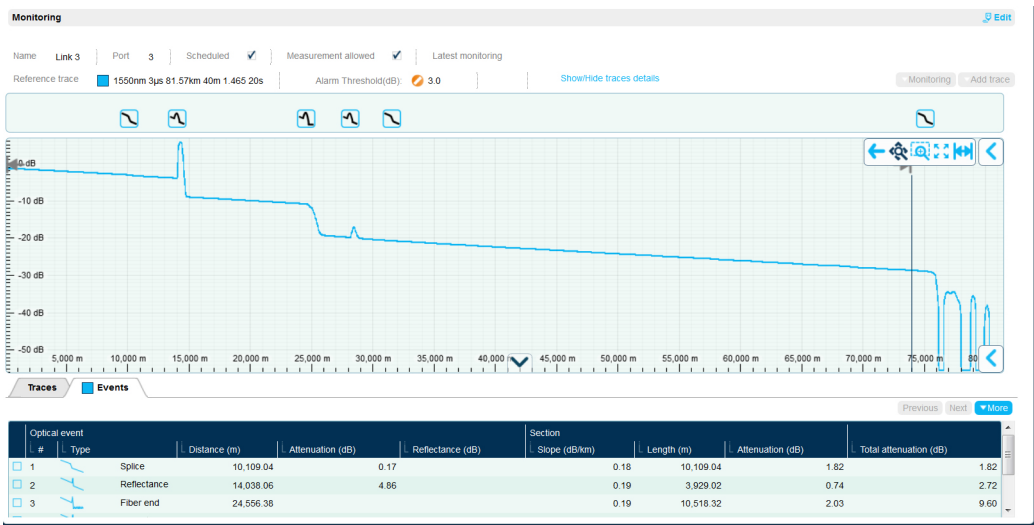 Monitoring Edit
Name Link 3 Port 3 Scheduled Measurement allowed Latest monitoring
Reference trace 1550nm 3µs 81.57km 40m 1.465 20s Alarm Threshold(dB): 3.0 Show/Hide traces details Monitoring Add trace
-10 dB
-20 dB
-30 dB
-40 dB
-50 dB
5,000 m 10,000 m 15,000 m 20,000 m 25,000 m 30,000 m 35,000 m 40,000 45,000 m 50,000 m 55,000 m 60,000 m 65,000 m 70,000 m 75,000 m 80
Traces Events
Previous Next More
Optical event Section
# Type Distance (m) Attenuation (dB) Reflectance (dB) Slope (dB/km) Length (m) Attenuation (dB) Total attenuation (dB)
1 Splice 10,109.04 0.17 0.18 10,109.04 1.82 1.82
2 Reflectance 14,038.06 4.86 0.19 3,929.02 0.74 2.72
3 Fiber end 24,556.38 0.19 10,518.32 2.03 9.60